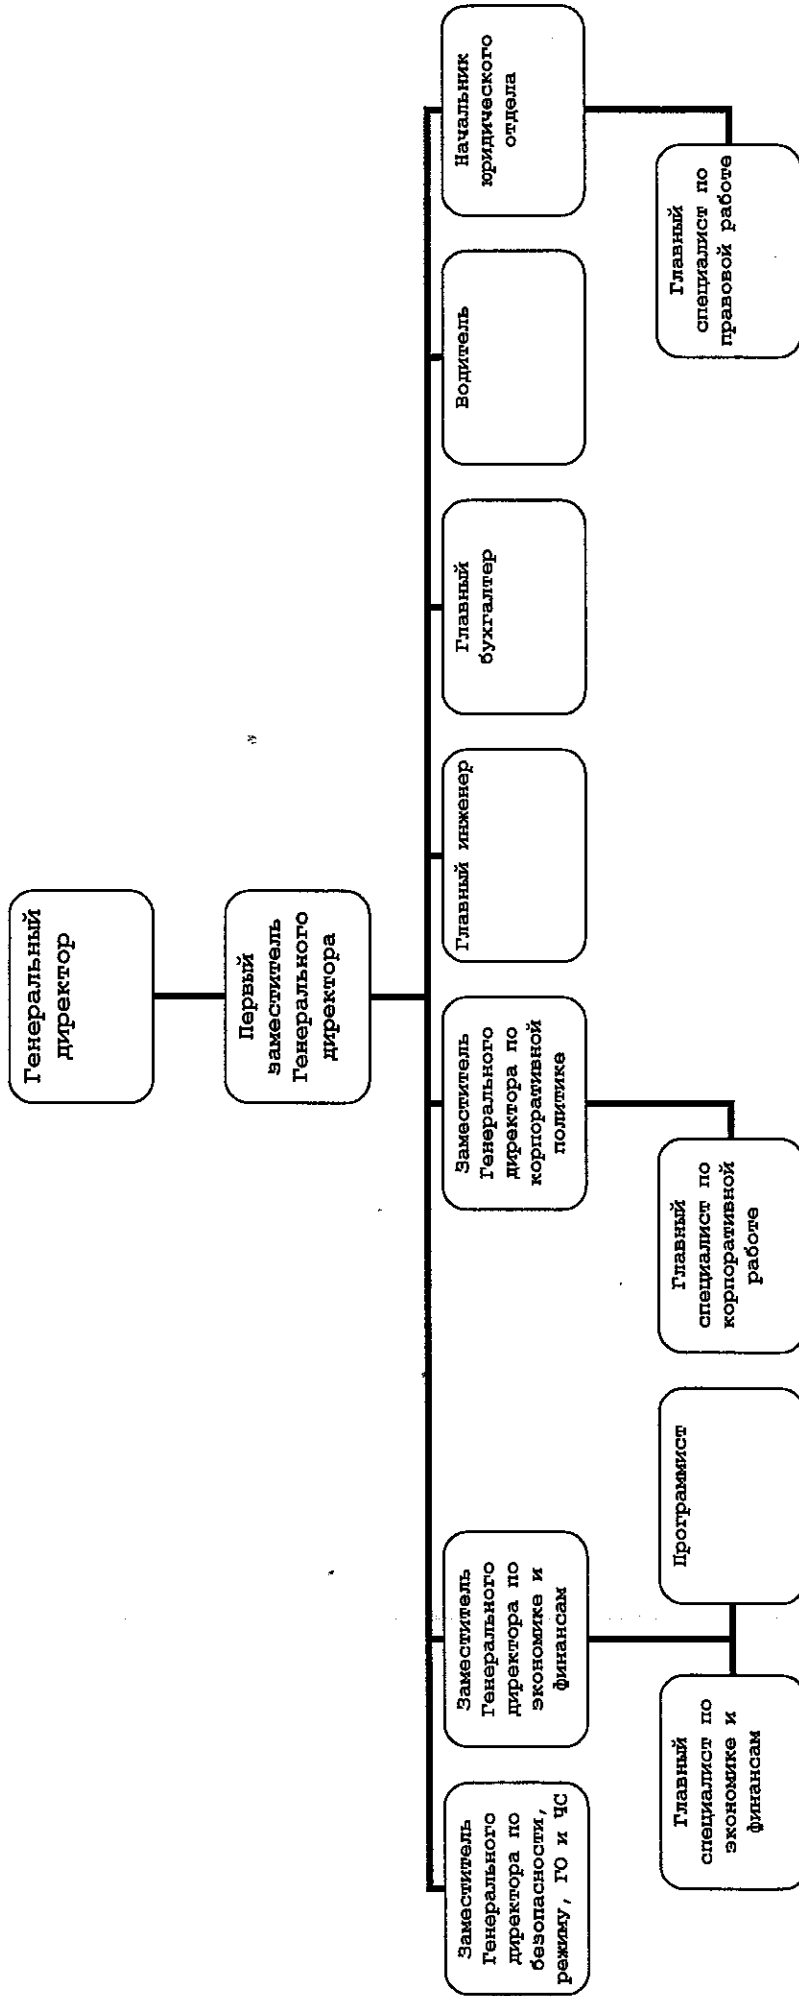 Генеральный
директор
Первый
заместитель
Генерального
директора
Заместитель
Генерального
директора по
безопасности,
режиму, ГО и ЧС
Заместитель
Генерального
директора по
экономике и
финансам
Заместитель
Генерального
директора по
корпоративной
политике
Главный инженер
Главный
бухгалтер
Водитель
Начальник
юридического
отдела
Главный
специалист по
экономике и
финансам
Программист
Главный
специалист по
корпоративной
работе
Главный
специалист по
правовой работе